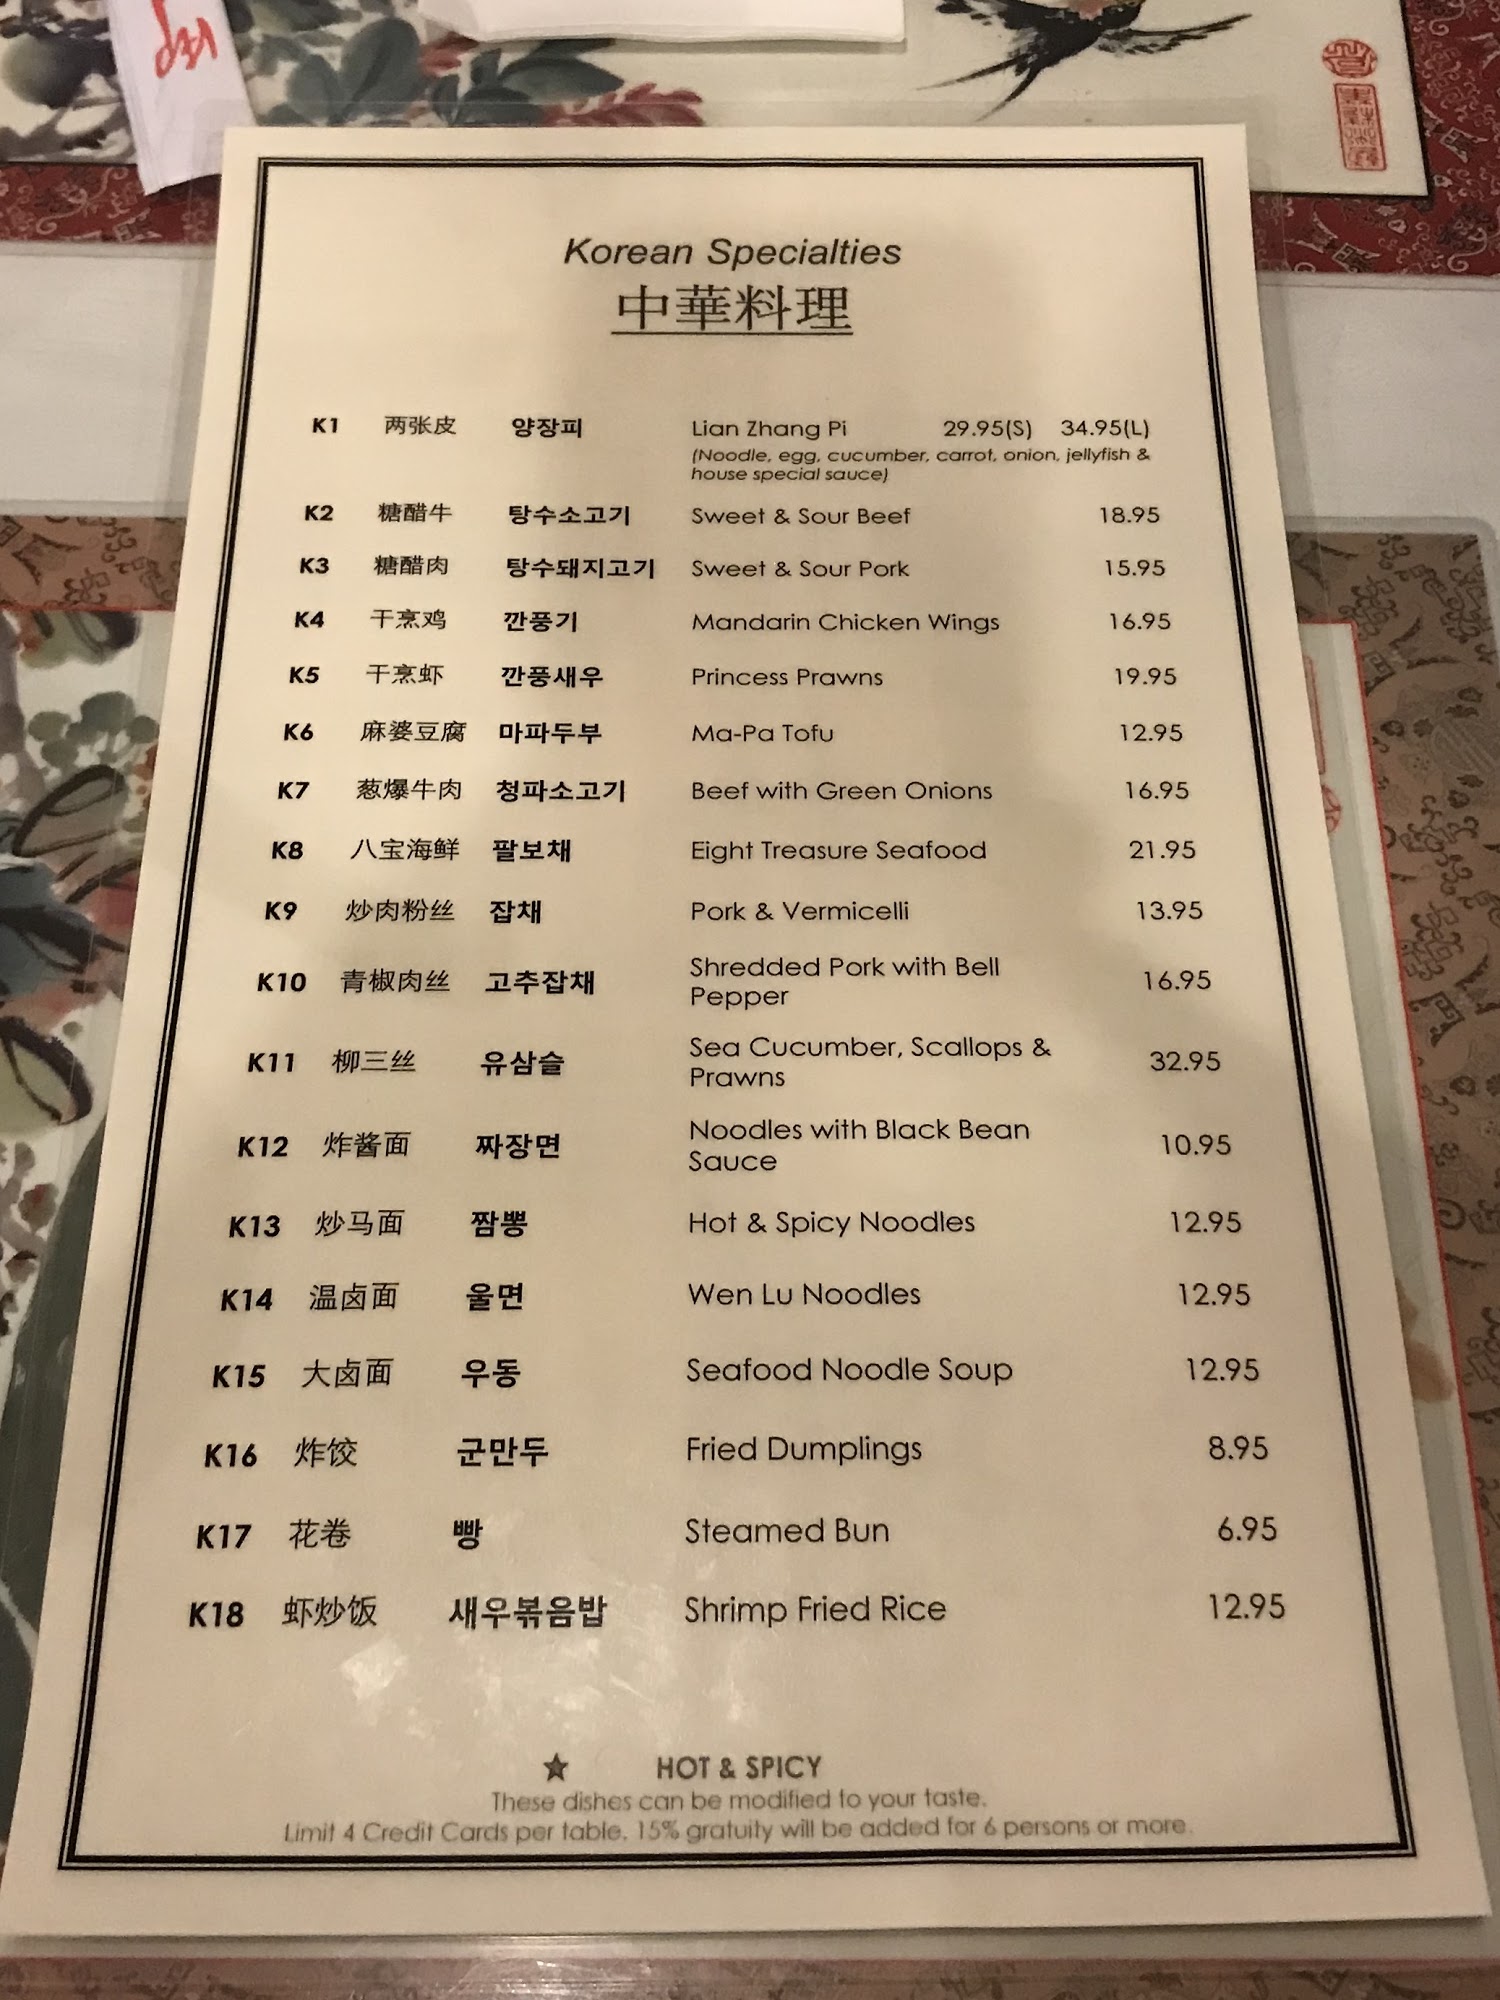 Korean Specialties
中華料理
K1 两张皮 양장피 Lian Zhang Pi 29.95(S) 34.95(L)
(Noodle, egg, cucumber, carrot, onion, jellyfish &
house special sauce)
K2 糖醋牛 탕수소고기 Sweet & Sour Beef 18.95
K3 糖醋肉 탕수돼지고기 Sweet & Sour Pork 15.95
K4 干烹鸡 깐풍기 Mandarin Chicken Wings 16.95
K5 干烹虾 깐풍새우 Princess Prawns 19.95
K6 麻婆豆腐 마파두부 Ma-Pa Tofu 12.95
K7 葱爆牛肉 청파소고기 Beef with Green Onions 16.95
K8 八宝海鲜 팔보채 Eight Treasure Seafood 21.95
K9 炒肉粉丝 잡채 Pork & Vermicelli 13.95
K10 青椒肉丝 고추잡채 Shredded Pork with Bell
Pepper 16.95
K11 柳三丝 유삼슬 Sea Cucumber, Scallops &
Prawns 32.95
K12 炸酱面 짜장면 Noodles with Black Bean
Sauce 10.95
K13 炒马面 짬뽕 Hot & Spicy Noodles 12.95
K14 温卤面 울면 Wen Lu Noodles 12.95
K15 大卤面 우동 Seafood Noodle Soup 12.95
K16 炸饺 군만두 Fried Dumplings 8.95
K17 花卷 빵 Steamed Bun 6.95
K18 虾炒饭 새우볶음밥 Shrimp Fried Rice 12.95
★ HOT & SPICY
These dishes can be modified to your taste.
Limit 4 Credit Cards per table. 15% gratuity will be added for 6 persons or more.